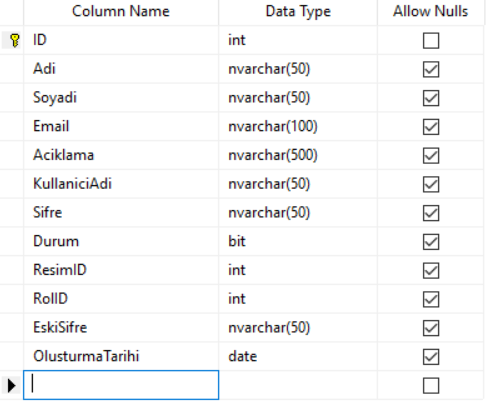 Column Name Data Type Allow Nulls
ID int
Adi nvarchar(50)
Soyadi nvarchar(50)
Email nvarchar(100)
Aciklama nvarchar(500)
KullaniciAdi nvarchar(50)
Sifre nvarchar(50)
Durum bit
ResimID int
RolID int
EskiSifre nvarchar(50)
OlusturmaTarihi date